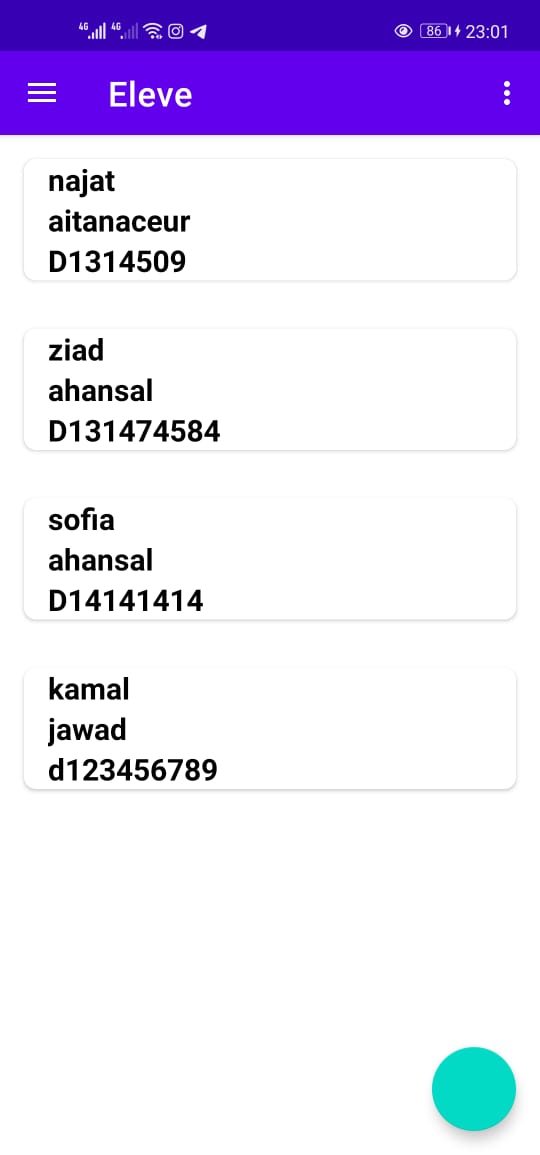 4G 4G 86 23:01
Eleve
najat
aitanaceur
D1314509
ziad
ahansal
D131474584
sofia
ahansal
D14141414
kamal
jawad
d123456789